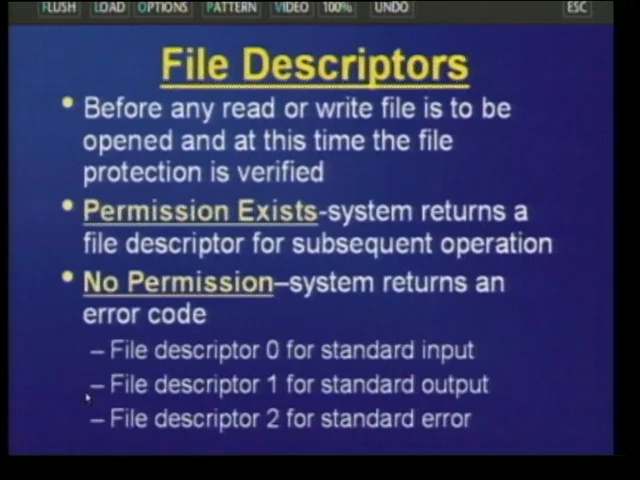 FLUSH LOAD OPTIONS PATTERN VIDEO 100% UNDO ESC
File Descriptors
• Before any read or write file is to be
opened and at this time the file
protection is verified
• Permission Exists-system returns a
file descriptor for subsequent operation
• No Permission–system returns an
error code
– File descriptor 0 for standard input
– File descriptor 1 for standard output
– File descriptor 2 for standard error